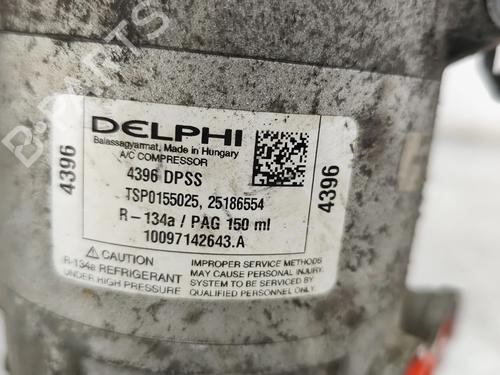 B-PARTS
DELPHI
Balassagyarmat, Made in Hungary
A/C COMPRESSOR
4396 DPSS
TSP0155025, 25186554
R-134a / PAG 150 ml
10097142643.A
4396
4396
CAUTION
R-134a REFRIGERANT
UNDER HIGH PRESSURE
IMPROPER SERVICE METHODS
MAY CAUSE PERSONAL INJURY.
SYSTEM TO BE SERVICED BY
QUALIFIED PERSONNEL.